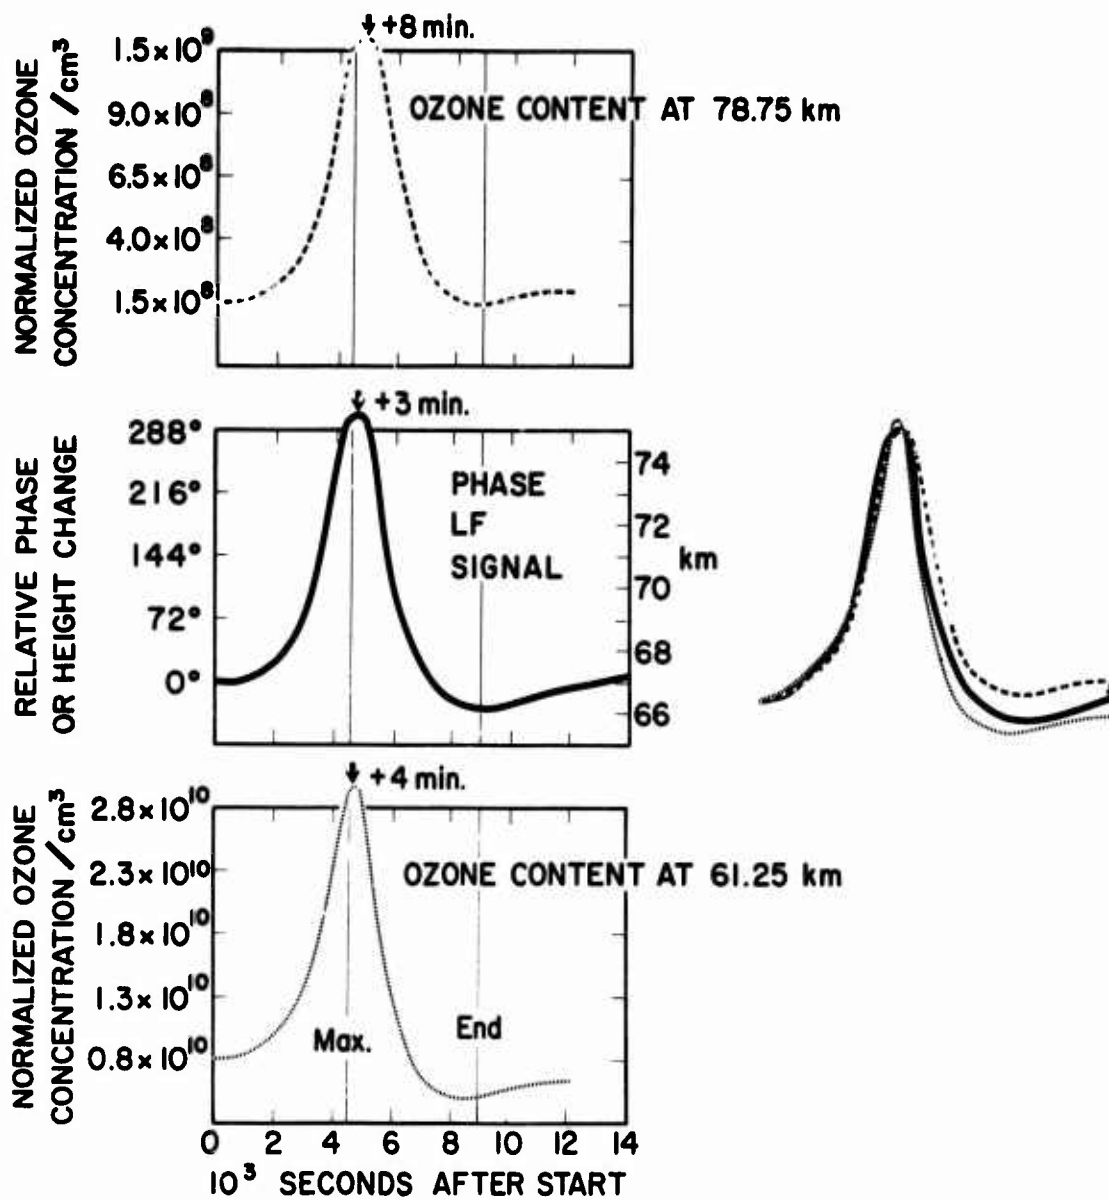 +8 min.
NORMALIZED OZONE
CONCENTRATION /cm³
1.5×10⁹
9.0×10⁸
6.5×10⁸
4.0×10⁸
1.5×10⁸
OZONE CONTENT AT 78.75 km
+3 min.
RELATIVE PHASE
OR HEIGHT CHANGE
288°
216°
144°
72°
0°
PHASE
LF
SIGNAL
74
72
70
68
66
km
+4 min.
NORMALIZED OZONE
CONCENTRATION /cm³
2.8×10¹⁰
2.3×10¹⁰
1.8×10¹⁰
1.3×10¹⁰
0.8×10¹⁰
OZONE CONTENT AT 61.25 km
Max.
End
0 2 4 6 8 10 12 14
10³ SECONDS AFTER START